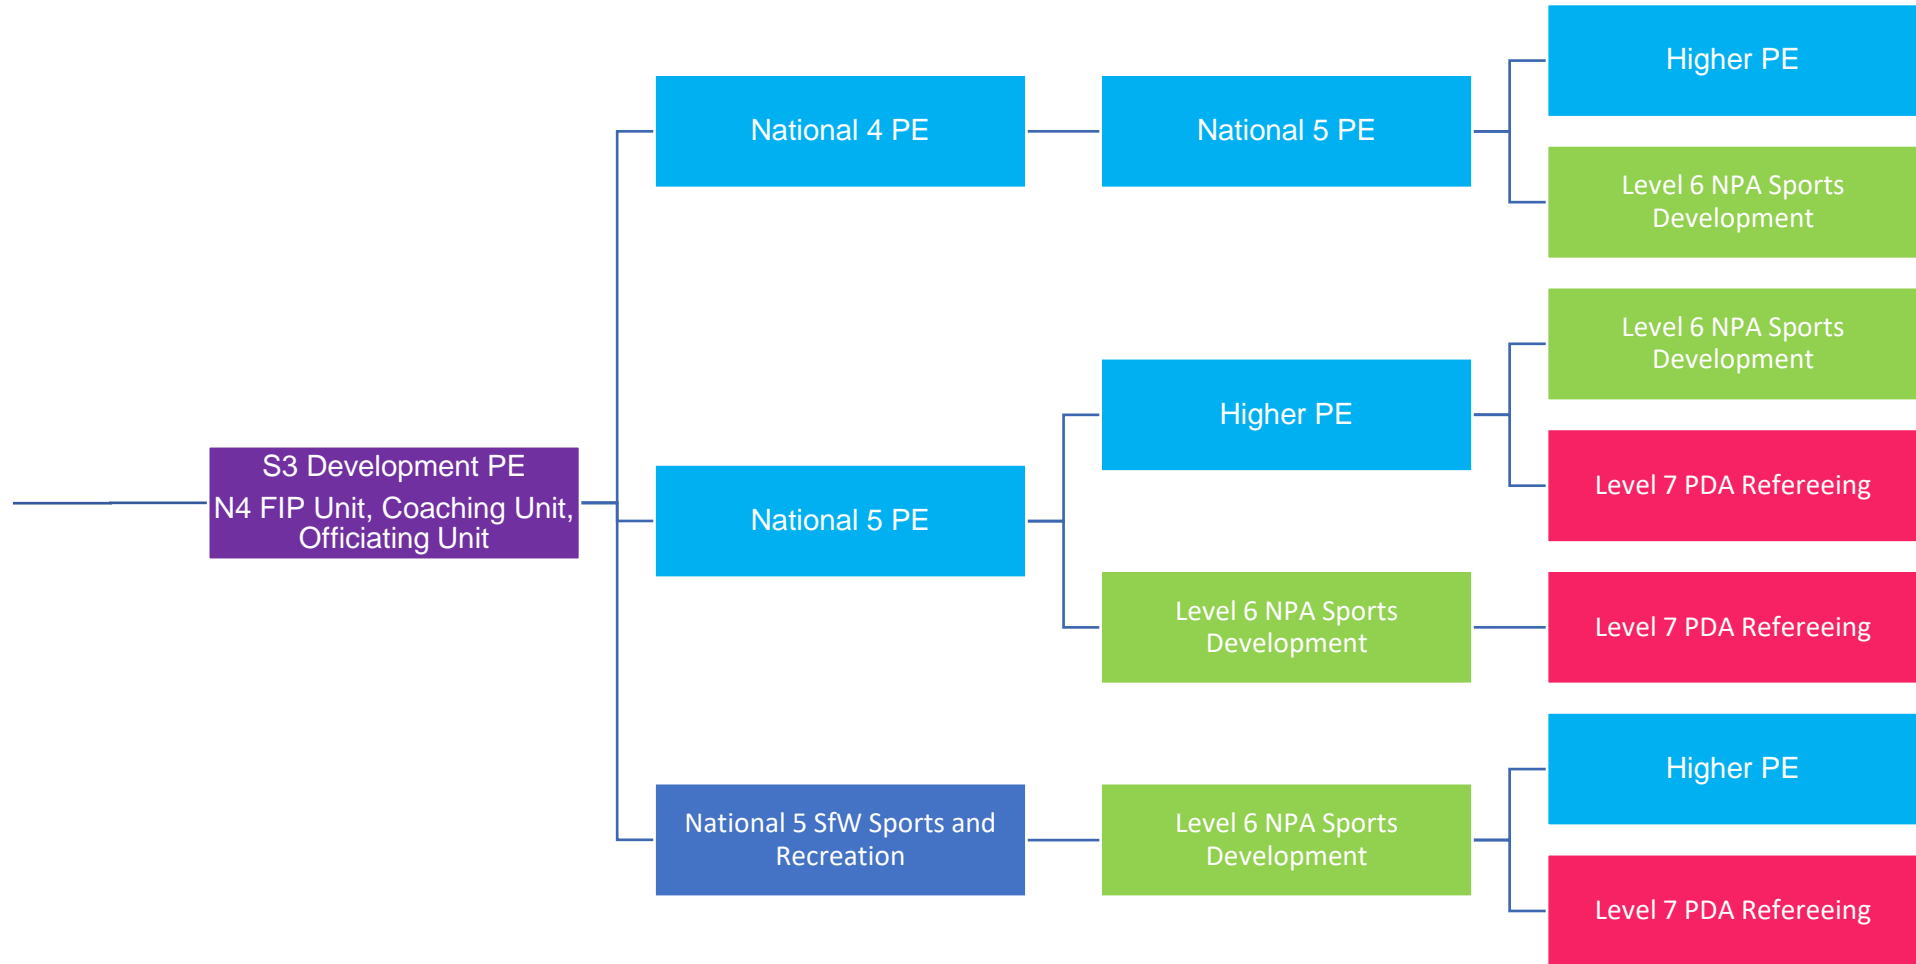 S3 Development PE
N4 FIP Unit, Coaching Unit,
Officiating Unit
National 4 PE
National 5 PE
Higher PE
Level 6 NPA Sports
Development
National 5 PE
Higher PE
Level 6 NPA Sports
Development
Level 7 PDA Refereeing
Level 6 NPA Sports
Development
Level 7 PDA Refereeing
National 5 SfW Sports and
Recreation
Level 6 NPA Sports
Development
Higher PE
Level 7 PDA Refereeing